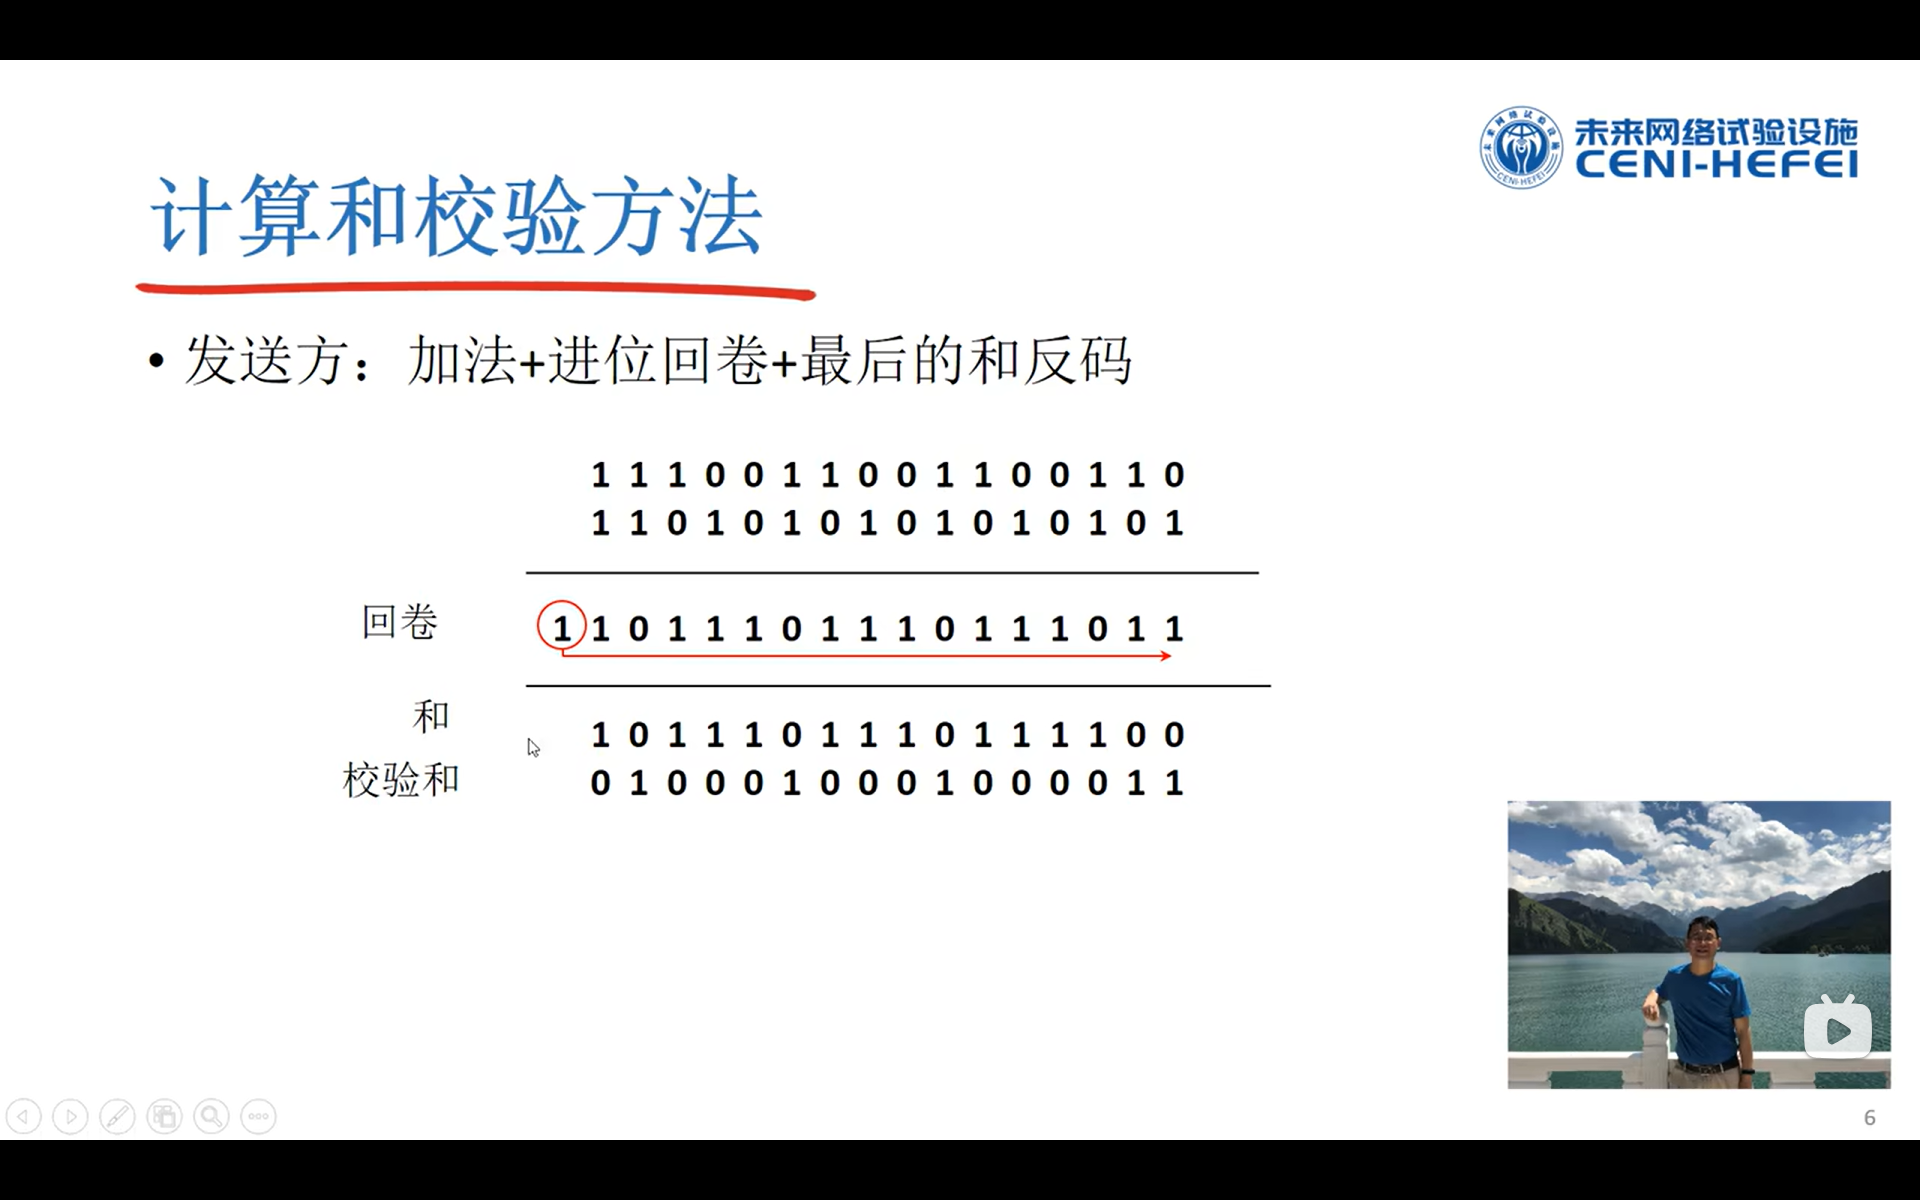 未来网络试验设施
CENI-HEFEI
计算和校验方法
• 发送方：加法+进位回卷+最后的和反码
1 1 1 0 0 1 1 0 0 1 1 0 0 1 1 0
1 1 0 1 0 1 0 1 0 1 0 1 0 1 0 1
回卷 1 1 0 1 1 1 0 1 1 1 0 1 1 1 0 1 1
和 1 0 1 1 1 0 1 1 1 0 1 1 1 1 0 0
校验和 0 1 0 0 0 1 0 0 0 1 0 0 0 0 1 1
6